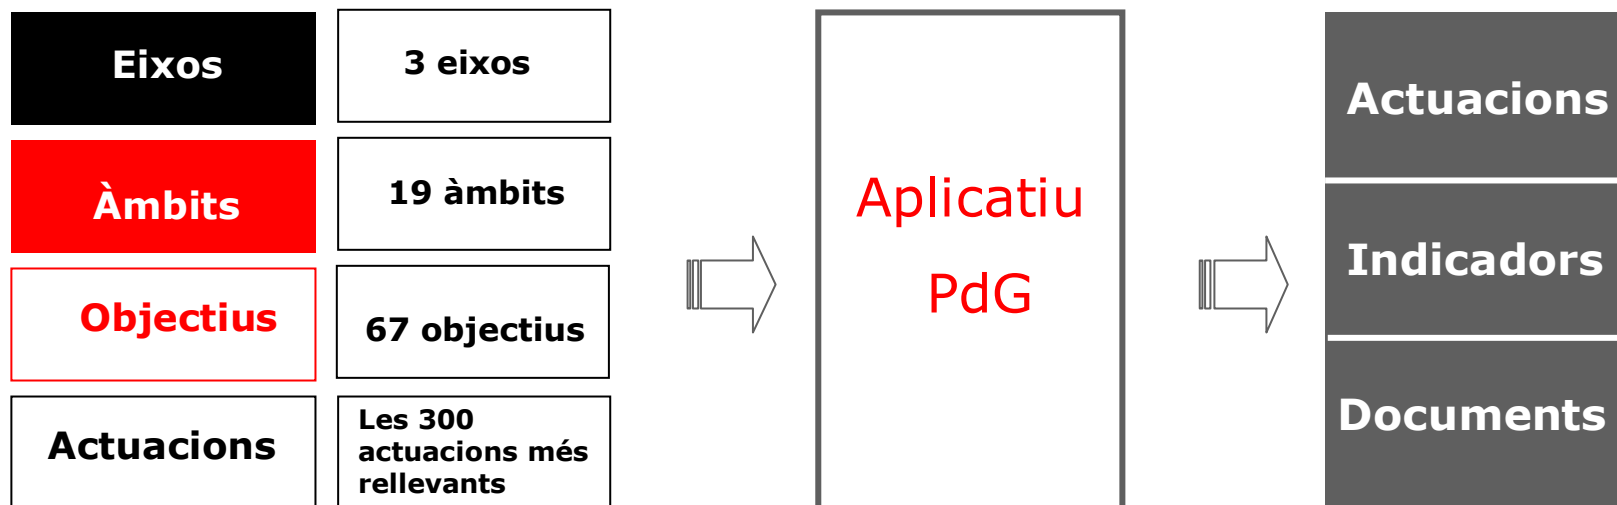 Eixos
3 eixos
Àmbits
19 àmbits
Objectius
67 objectius
Actuacions
Les 300
actuacions més
rellevants
Aplicatiu
PdG
Actuacions
Indicadors
Documents